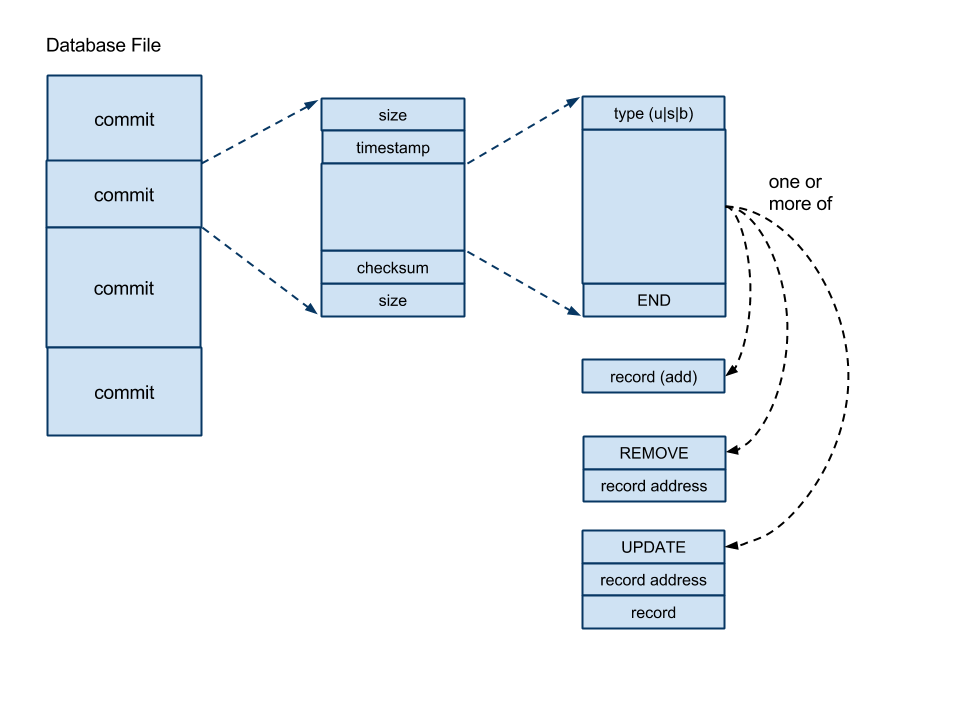 Database File
commit
commit
commit
commit
size
timestamp
checksum
size
type (u|s|b)
END
one or
more of
record (add)
REMOVE
record address
UPDATE
record address
record